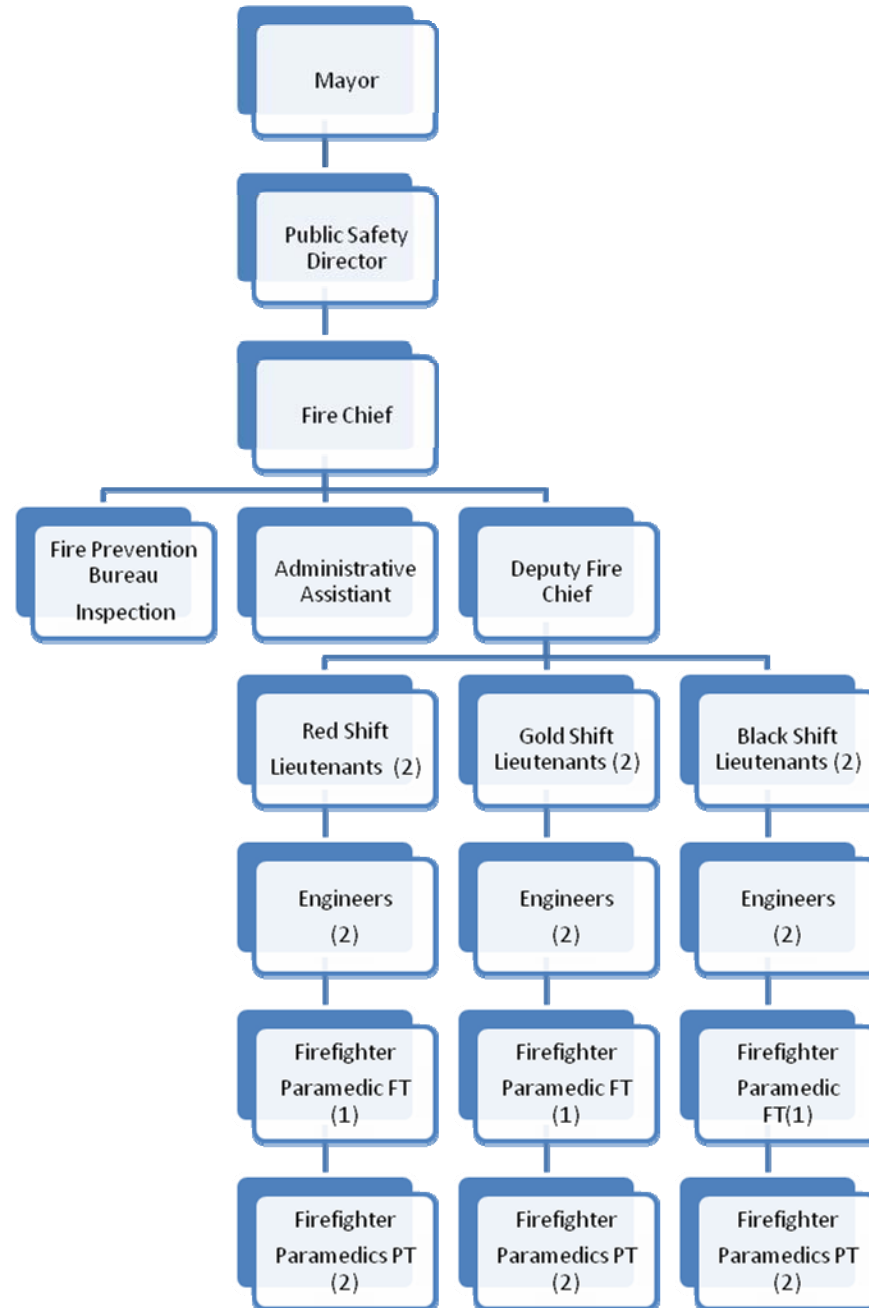 Mayor
Public Safety
Director
Fire Chief
Fire Prevention
Bureau
Inspection
Administrative
Assistiant
Deputy Fire
Chief
Red Shift
Lieutenants (2)
Gold Shift
Lieutenants (2)
Black Shift
Lieutenants (2)
Engineers
(2)
Engineers
(2)
Engineers
(2)
Firefighter
Paramedic FT
(1)
Firefighter
Paramedic FT
(1)
Firefighter
Paramedic
FT(1)
Firefighter
Paramedics PT
(2)
Firefighter
Paramedics PT
(2)
Firefighter
Paramedics PT
(2)